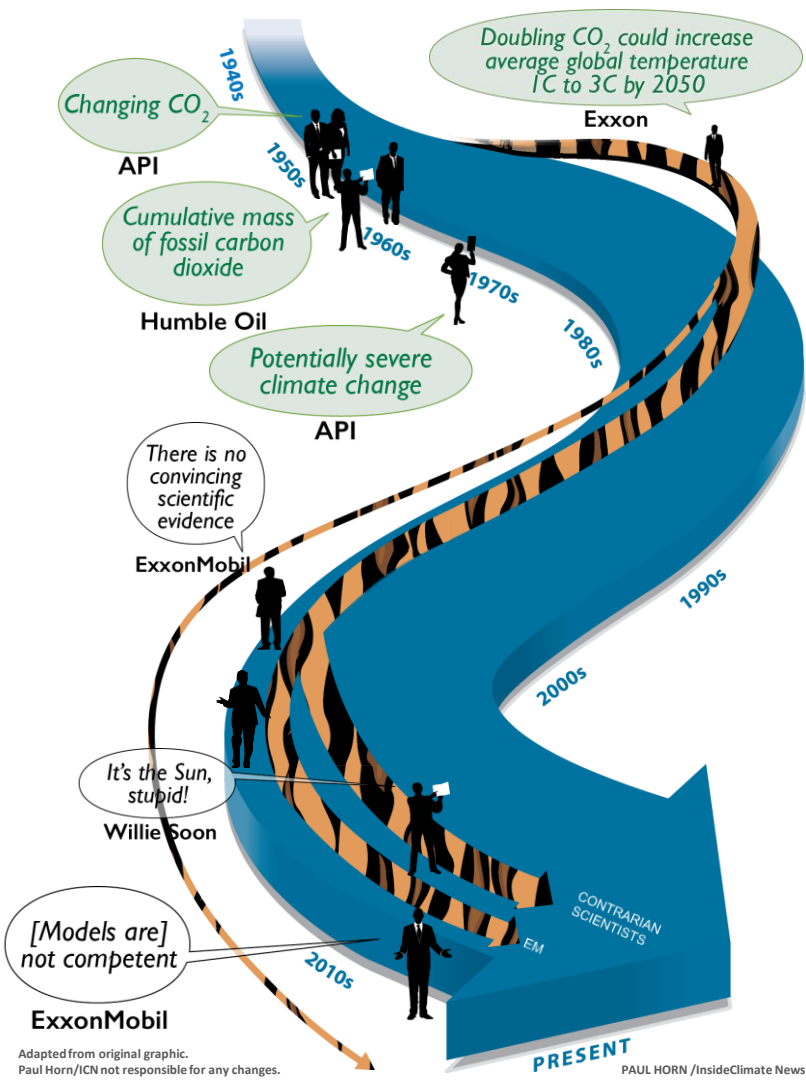 1940s
Doubling CO₂ could increase
average global temperature
1C to 3C by 2050
Exxon
Changing CO₂
API
1950s
Cumulative mass
of fossil carbon
dioxide
Humble Oil
1960s
1970s
1980s
Potentially severe
climate change
API
There is no
convincing
scientific
evidence
ExxonMobil
1990s
2000s
It's the Sun,
stupid!
Willie Soon
CONTRARIAN
SCIENTISTS
EM
[Models are]
not competent
ExxonMobil
2010s
PRESENT
Adapted from original graphic.
Paul Horn/ICN not responsible for any changes.
PAUL HORN /InsideClimate News